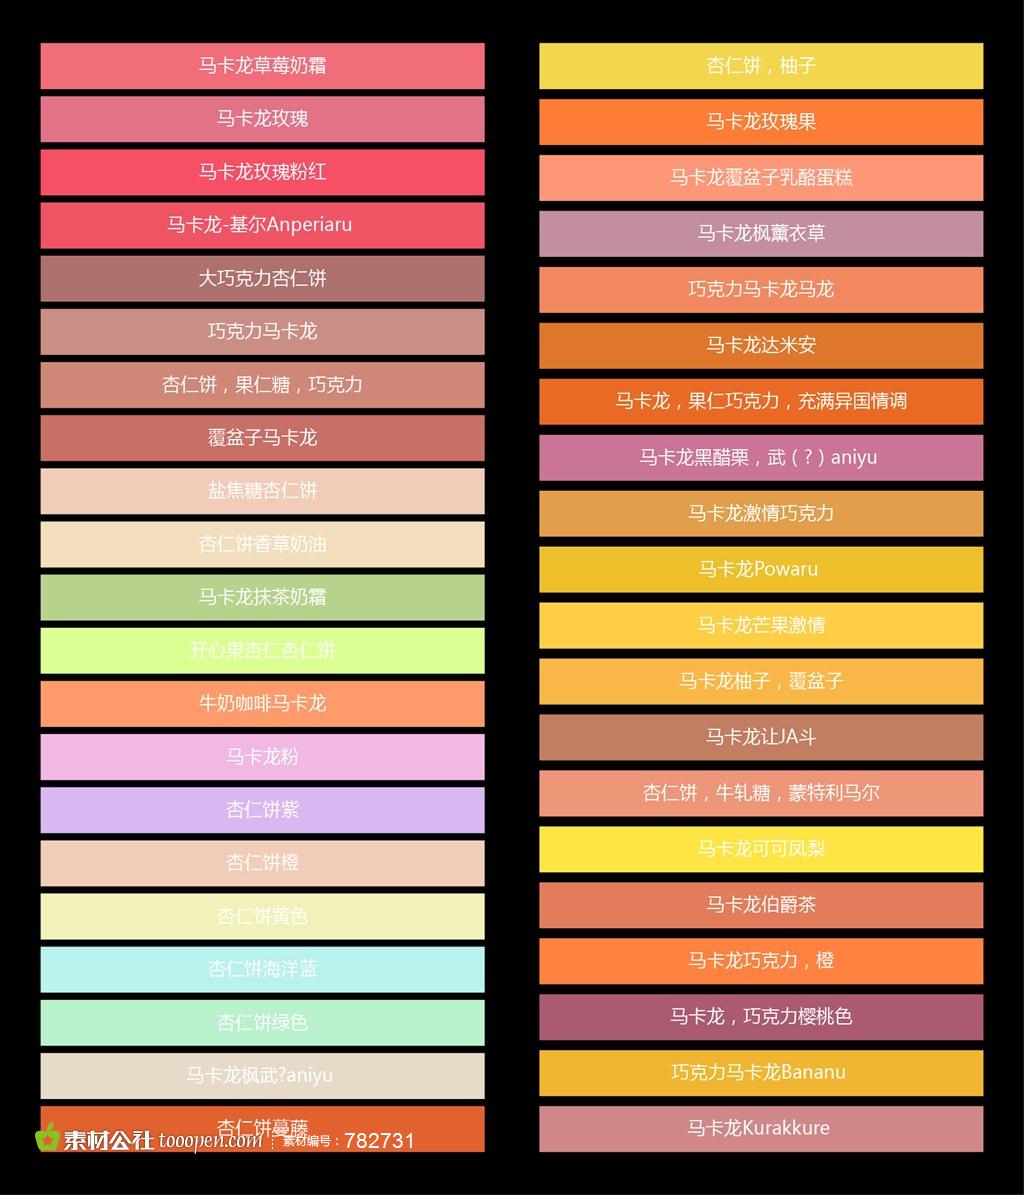 马卡龙草莓奶霜
马卡龙玫瑰
马卡龙玫瑰粉红
马卡龙-基尔Anperiaru
大巧克力杏仁饼
巧克力马卡龙
杏仁饼，果仁糖，巧克力
覆盆子马卡龙
盐焦糖杏仁饼
杏仁饼香草奶油
马卡龙抹茶奶霜
开心果杏仁杏仁饼
牛奶咖啡马卡龙
马卡龙粉
杏仁饼紫
杏仁饼橙
杏仁饼黄色
杏仁饼海洋蓝
杏仁饼绿色
马卡龙枫武?aniyu
杏仁饼蔓藤
素材公社 tooopen.com 素材编号：782731
杏仁饼，柚子
马卡龙玫瑰果
马卡龙覆盆子乳酪蛋糕
马卡龙枫薰衣草
巧克力马卡龙马龙
马卡龙达米安
马卡龙，果仁巧克力，充满异国情调
马卡龙黑醋栗，武（?）aniyu
马卡龙激情巧克力
马卡龙Powaru
马卡龙芒果激情
马卡龙柚子，覆盆子
马卡龙让JA斗
杏仁饼，牛轧糖，蒙特利马尔
马卡龙可可凤梨
马卡龙伯爵茶
马卡龙巧克力，橙
马卡龙，巧克力樱桃色
巧克力马卡龙Bananu
马卡龙Kurakkure